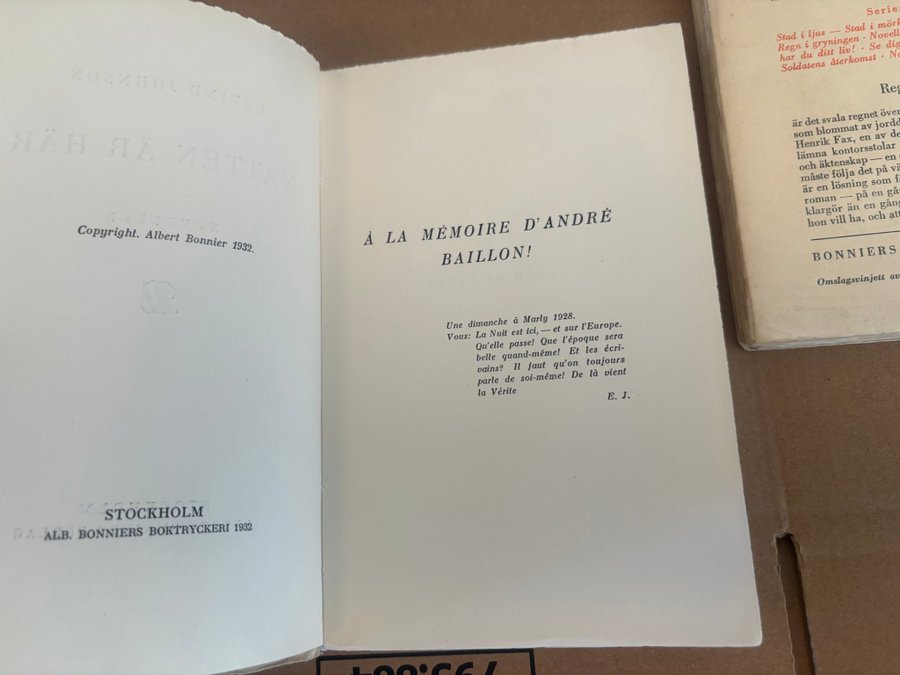 Copyright. Albert Bonnier 1932.
STOCKHOLM
ALB. BONNIERS BOKTRYCKERI 1932
À LA MÉMOIRE D'ANDRÉ
BAILLON!
Une dimanche à Marly 1928.
Vous: La Nuit est ici, — et sur l'Europe.
Qu'elle passe! Que l'époque sera
belle quand-même! Et les écri-
vains? Il faut qu'on toujours
parle de soi-même! De là vient
la Vérite
E. J.
Serien
Stad i ljus — Stad i mörk
Regn i gryningen · Novell
har du ditt liv! · Se dig
Soldatens återkomst · No
Reg
är det svala regnet över
som blommat av jordd
Henrik Fax, en av de
lämna kontorsstolar
och äktenskap — en
måste följa det på vä
är en lösning som f
roman — på en gån
klargör än en gång
hon vill ha, och att
BONNIERS
Omslagsvinjett av